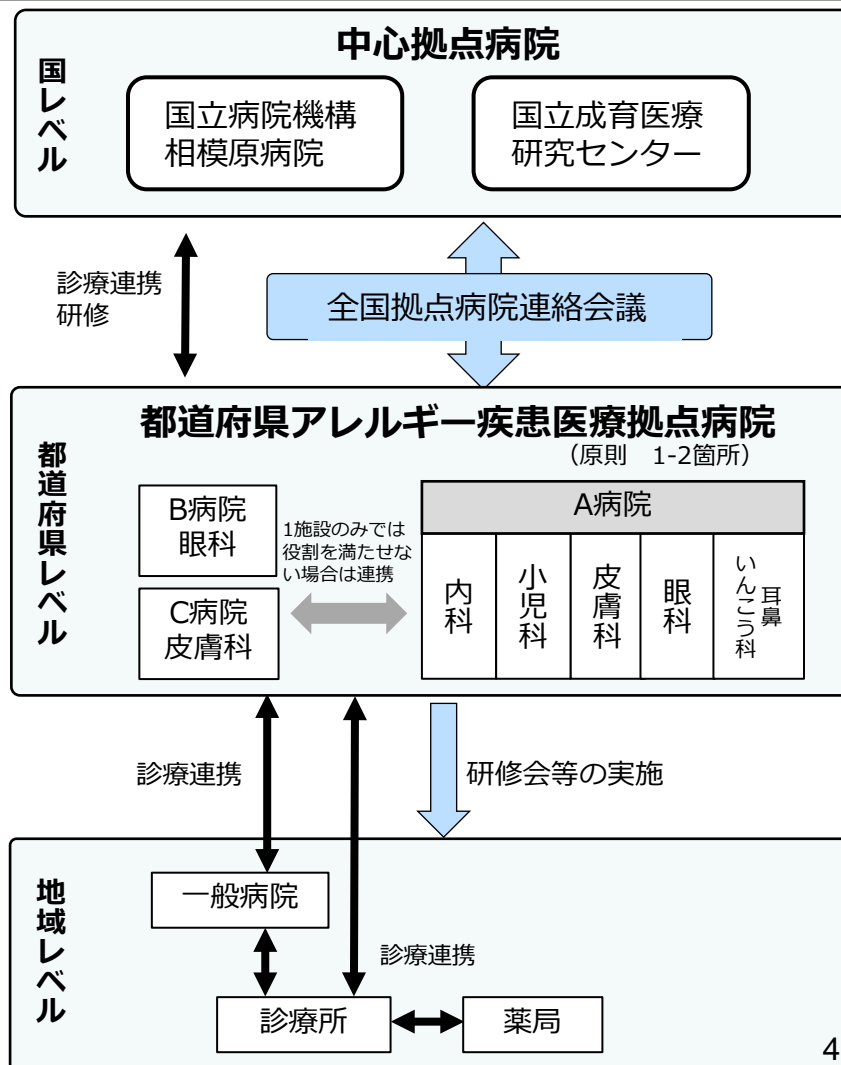 中心拠点病院
国レベル
国立病院機構
相模原病院
国立成育医療
研究センター
診療連携
研修
全国拠点病院連絡会議
都道府県レベル
都道府県アレルギー疾患医療拠点病院
（原則　1-2箇所）
B病院
眼科
C病院
皮膚科
1施設のみでは
役割を満たせな
い場合は連携
A病院
内科
小児科
皮膚科
眼科
耳鼻
いんこう科
診療連携
研修会等の実施
地域レベル
一般病院
診療連携
診療所
薬局
4